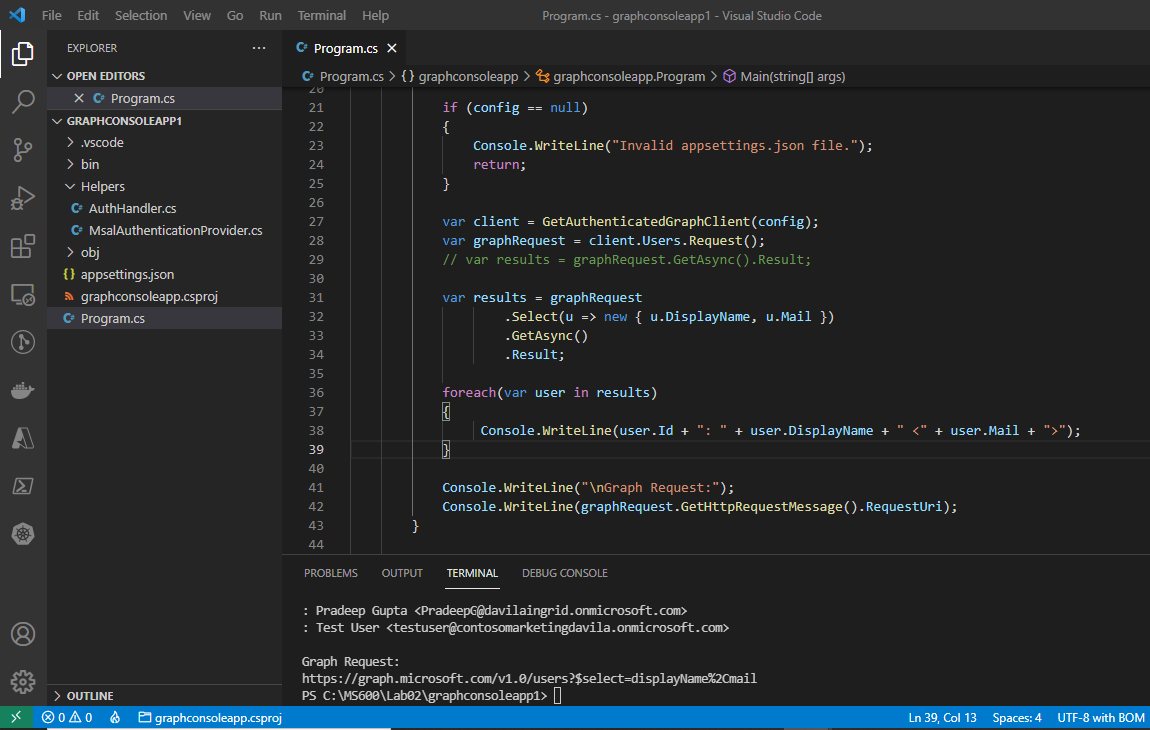 File Edit Selection View Go Run Terminal Help Program.cs - graphconsoleapp1 - Visual Studio Code
EXPLORER ···
OPEN EDITORS
Program.cs
GRAPHCONSOLEAPP1
.vscode
bin
Helpers
AuthHandler.cs
MsalAuthenticationProvider.cs
obj
{} appsettings.json
graphconsoleapp.csproj
Program.cs
OUTLINE
Program.cs
Program.cs > {} graphconsoleapp > graphconsoleapp.Program > Main(string[] args)
20
21 if (config == null)
22 {
23 Console.WriteLine("Invalid appsettings.json file.");
24 return;
25 }
26
27 var client = GetAuthenticatedGraphClient(config);
28 var graphRequest = client.Users.Request();
29 // var results = graphRequest.GetAsync().Result;
30
31 var results = graphRequest
32 .Select(u => new { u.DisplayName, u.Mail })
33 .GetAsync()
34 .Result;
35
36 foreach(var user in results)
37 {
38 Console.WriteLine(user.Id + ": " + user.DisplayName + " <" + user.Mail + ">");
39 }
40
41 Console.WriteLine("\nGraph Request:");
42 Console.WriteLine(graphRequest.GetHttpRequestMessage().RequestUri);
43 }
44
PROBLEMS OUTPUT TERMINAL DEBUG CONSOLE
: Pradeep Gupta <PradeepG@davilaingrid.onmicrosoft.com>
: Test User <testuser@contosomarketingdavila.onmicrosoft.com>
Graph Request:
https://graph.microsoft.com/v1.0/users?$select=displayName%2Cmail
PS C:\MS600\Lab02\graphconsoleapp1>
0 0 graphconsoleapp.csproj Ln 39, Col 13 Spaces: 4 UTF-8 with BOM